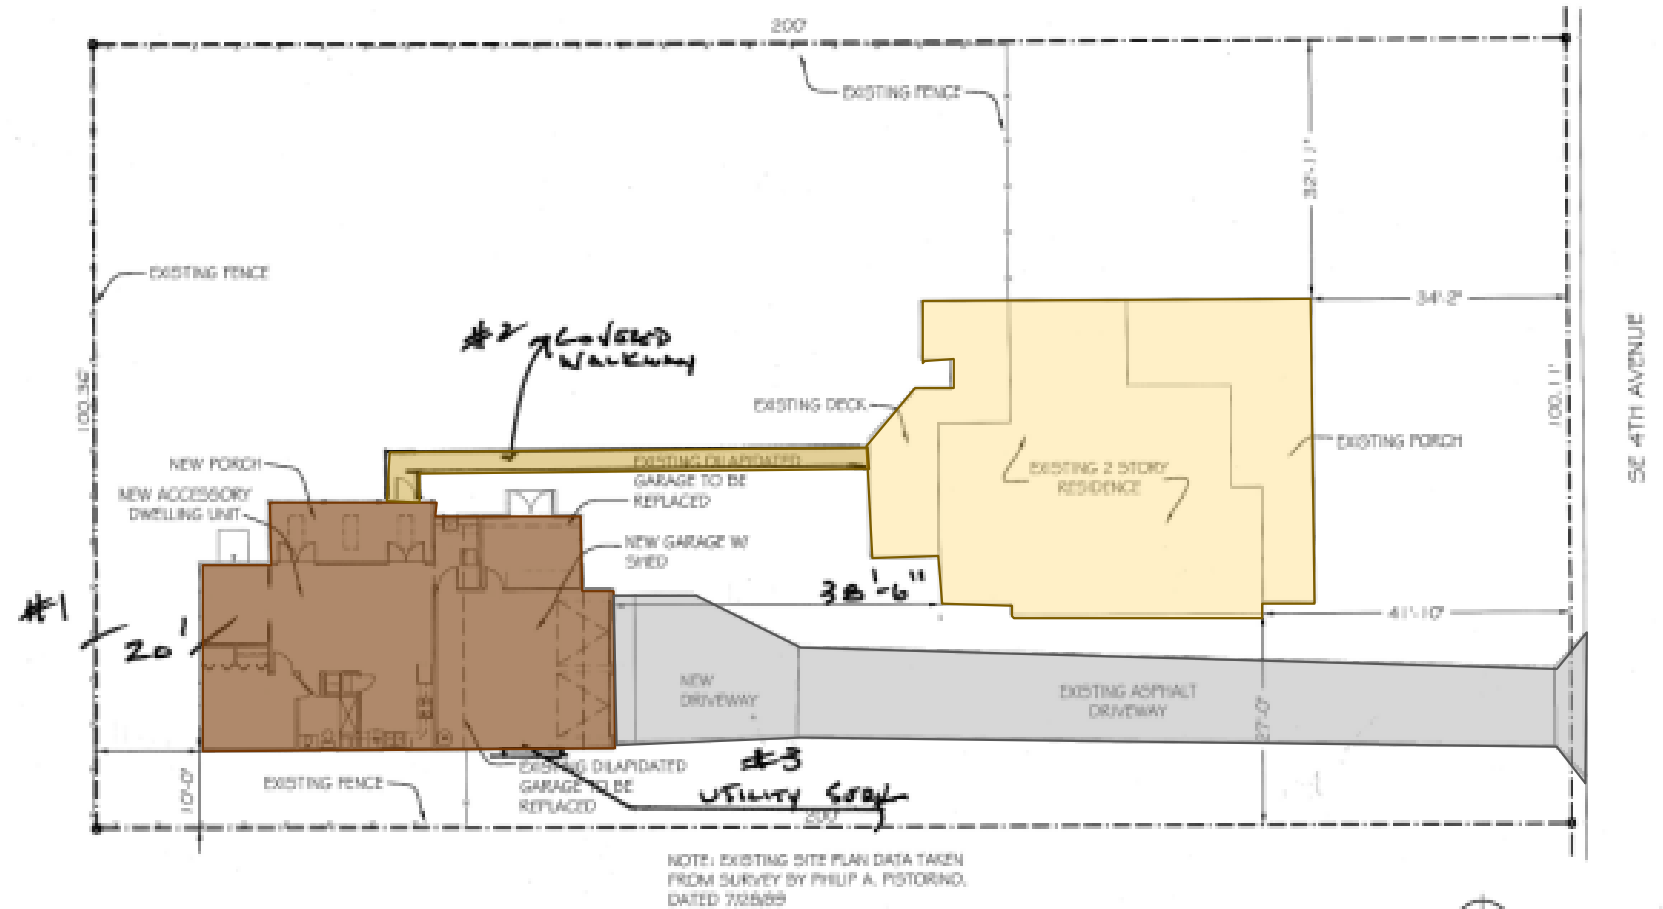 200'
EXISTING FENCE
32'-11"
EXISTING FENCE
34'-2"
SE 4TH AVENUE
#2 COVERED
WALKWAY
100.36'
100.11'
EXISTING DECK
EXISTING PORCH
NEW PORCH
EXISTING DILAPIDATED
GARAGE TO BE
REPLACED
EXISTING 2 STORY
RESIDENCE
NEW ACCESSORY
DWELLING UNIT
NEW GARAGE W/
SHED
#1
38'-6"
41'-10"
20'
NEW
DRIVEWAY
EXISTING ASPHALT
DRIVEWAY
27'-0"
#3
EXISTING DILAPIDATED
GARAGE TO BE
REPLACED
EXISTING FENCE
10'-0"
UTILITY
200'
NOTE: EXISTING SITE PLAN DATA TAKEN
FROM SURVEY BY PHILIP A. PISTORINO,
DATED 7/28/89